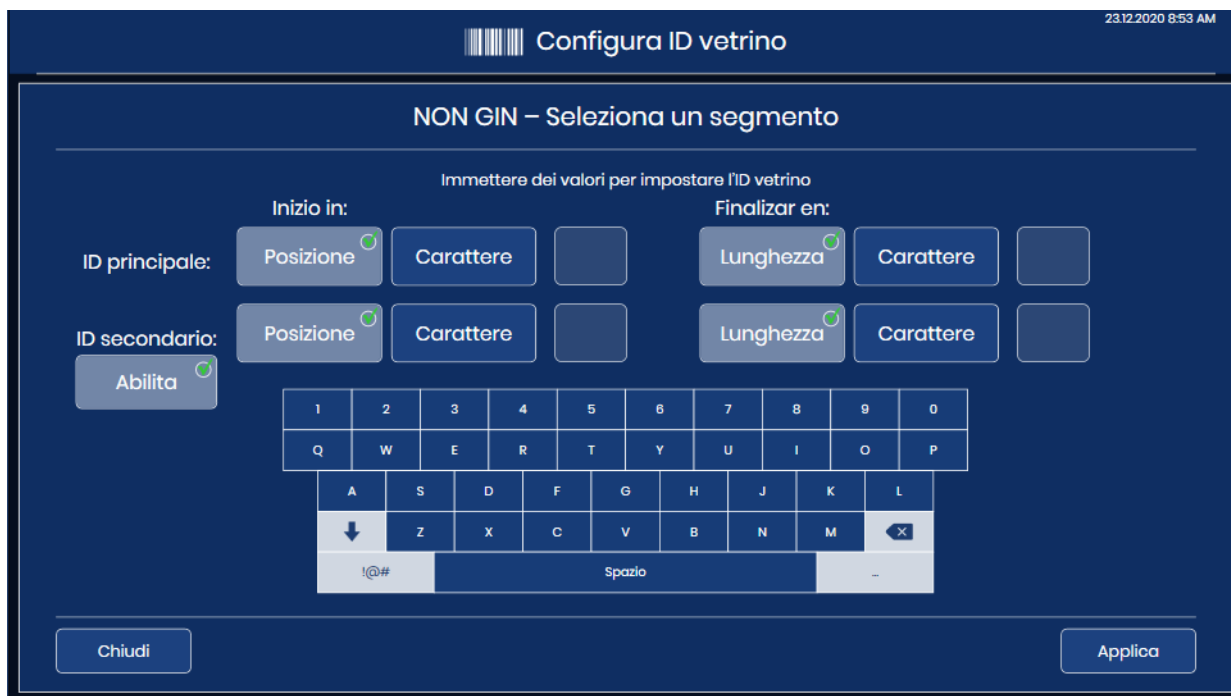 23.12.2020 8:53 AM
Configura ID vetrino
NON GIN – Seleziona un segmento
Immettere dei valori per impostare l'ID vetrino
Inizio in: Finalizar en:
ID principale: Posizione Carattere Lunghezza Carattere
ID secondario: Posizione Carattere Lunghezza Carattere
Abilita
1 2 3 4 5 6 7 8 9 0
Q W E R T Y U I O P
A S D F G H J K L
Z X C V B N M
!@# Spazio ...
Chiudi Applica